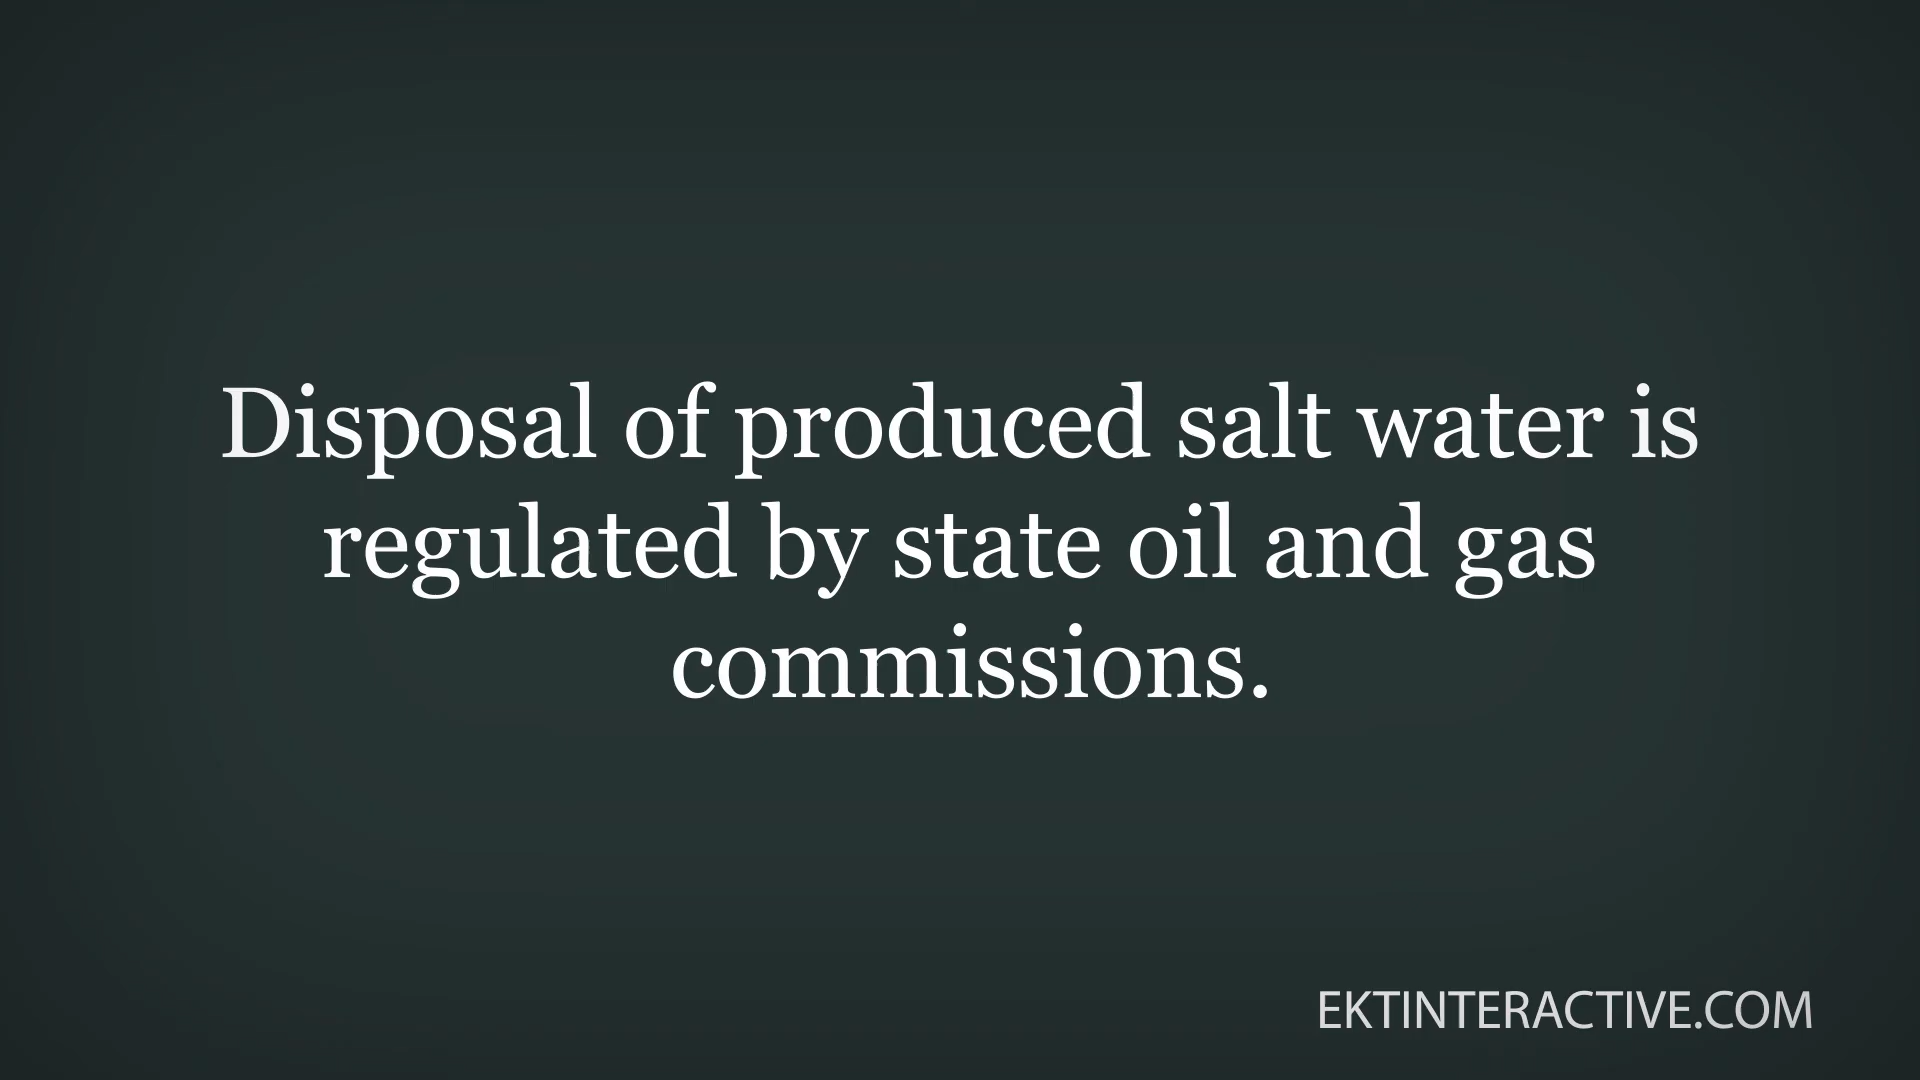 Disposal of produced salt water is
regulated by state oil and gas
commissions.
EKTINTERACTIVE.COM